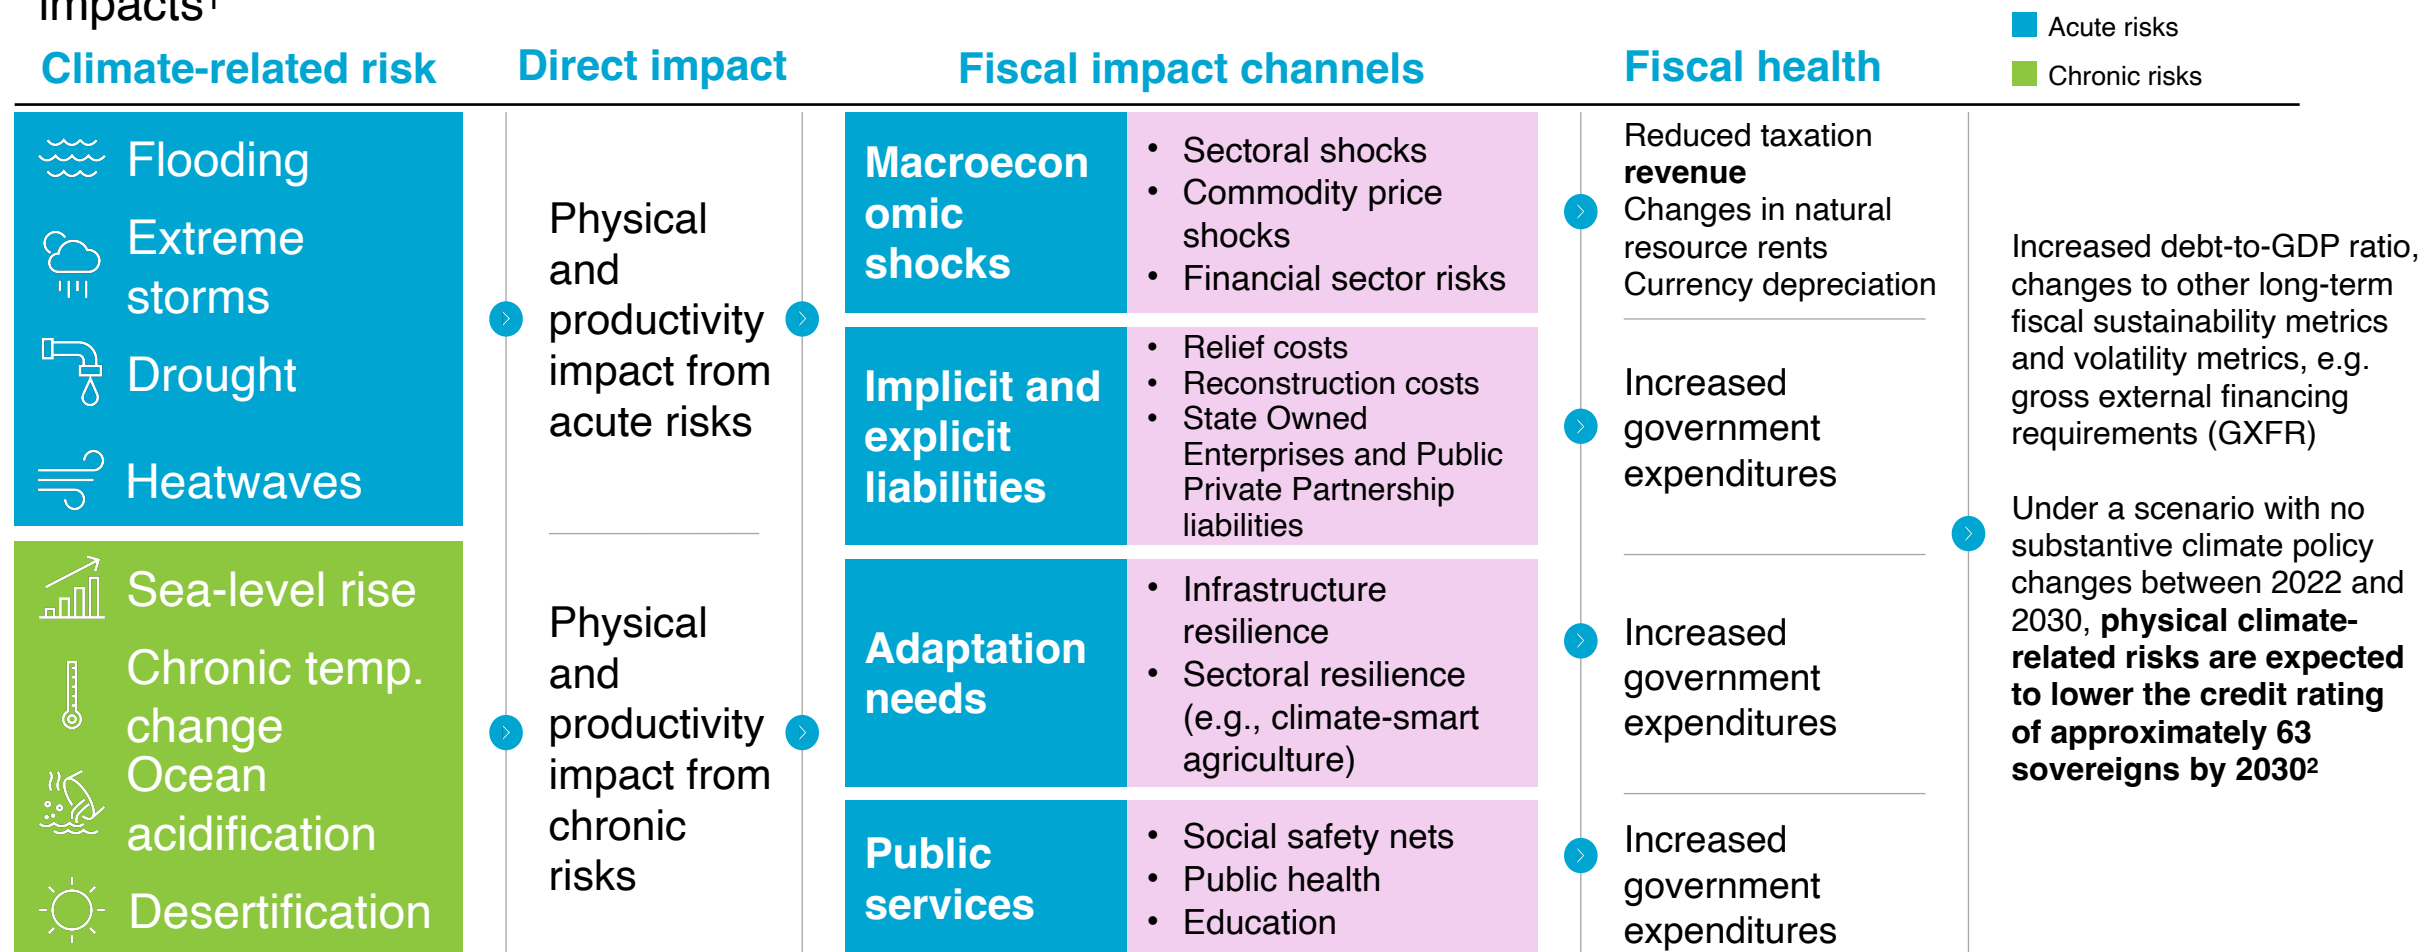 impacts¹
Acute risks
Chronic risks
Climate-related risk
Direct impact
Fiscal impact channels
Fiscal health
Flooding
Extreme
storms
Drought
Heatwaves
Sea-level rise
Chronic temp.
change
Ocean
acidification
Desertification
Physical
and
productivity
impact from
acute risks
Physical
and
productivity
impact from
chronic
risks
Macroecon
omic
shocks
• Sectoral shocks
• Commodity price
shocks
• Financial sector risks
Implicit and
explicit
liabilities
• Relief costs
• Reconstruction costs
• State Owned
Enterprises and Public
Private Partnership
liabilities
Adaptation
needs
• Infrastructure
resilience
• Sectoral resilience
(e.g., climate-smart
agriculture)
Public
services
• Social safety nets
• Public health
• Education
Reduced taxation
revenue
Changes in natural
resource rents
Currency depreciation
Increased
government
expenditures
Increased
government
expenditures
Increased
government
expenditures
Increased debt-to-GDP ratio,
changes to other long-term
fiscal sustainability metrics
and volatility metrics, e.g.
gross external financing
requirements (GXFR)
Under a scenario with no
substantive climate policy
changes between 2022 and
2030, physical climate-
related risks are expected
to lower the credit rating
of approximately 63
sovereigns by 2030²